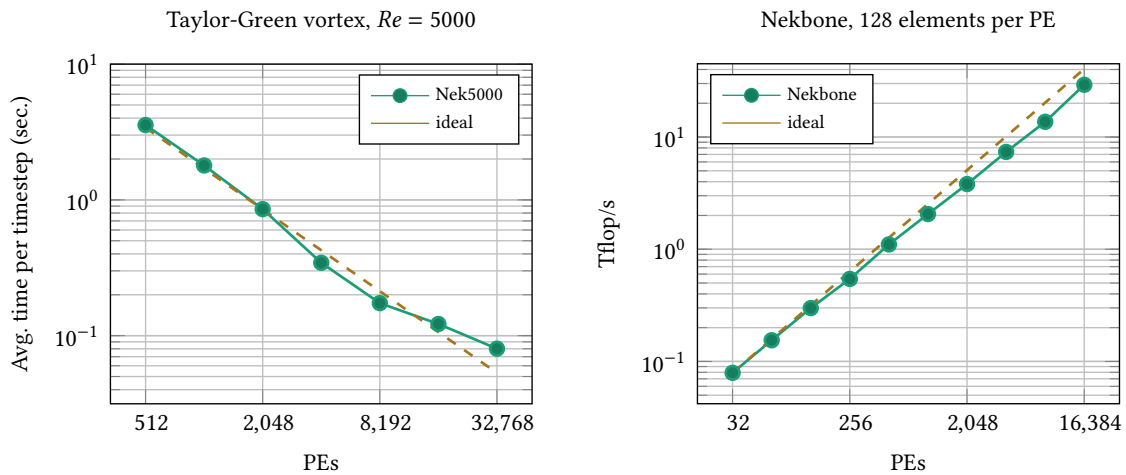 Taylor-Green vortex, Re = 5000
Avg. time per timestep (sec.)
10^1
10^0
10^−1
Nek5000
ideal
512
2,048
8,192
32,768
PEs
Nekbone, 128 elements per PE
Tflop/s
10^1
10^0
10^−1
Nekbone
ideal
32
256
2,048
16,384
PEs